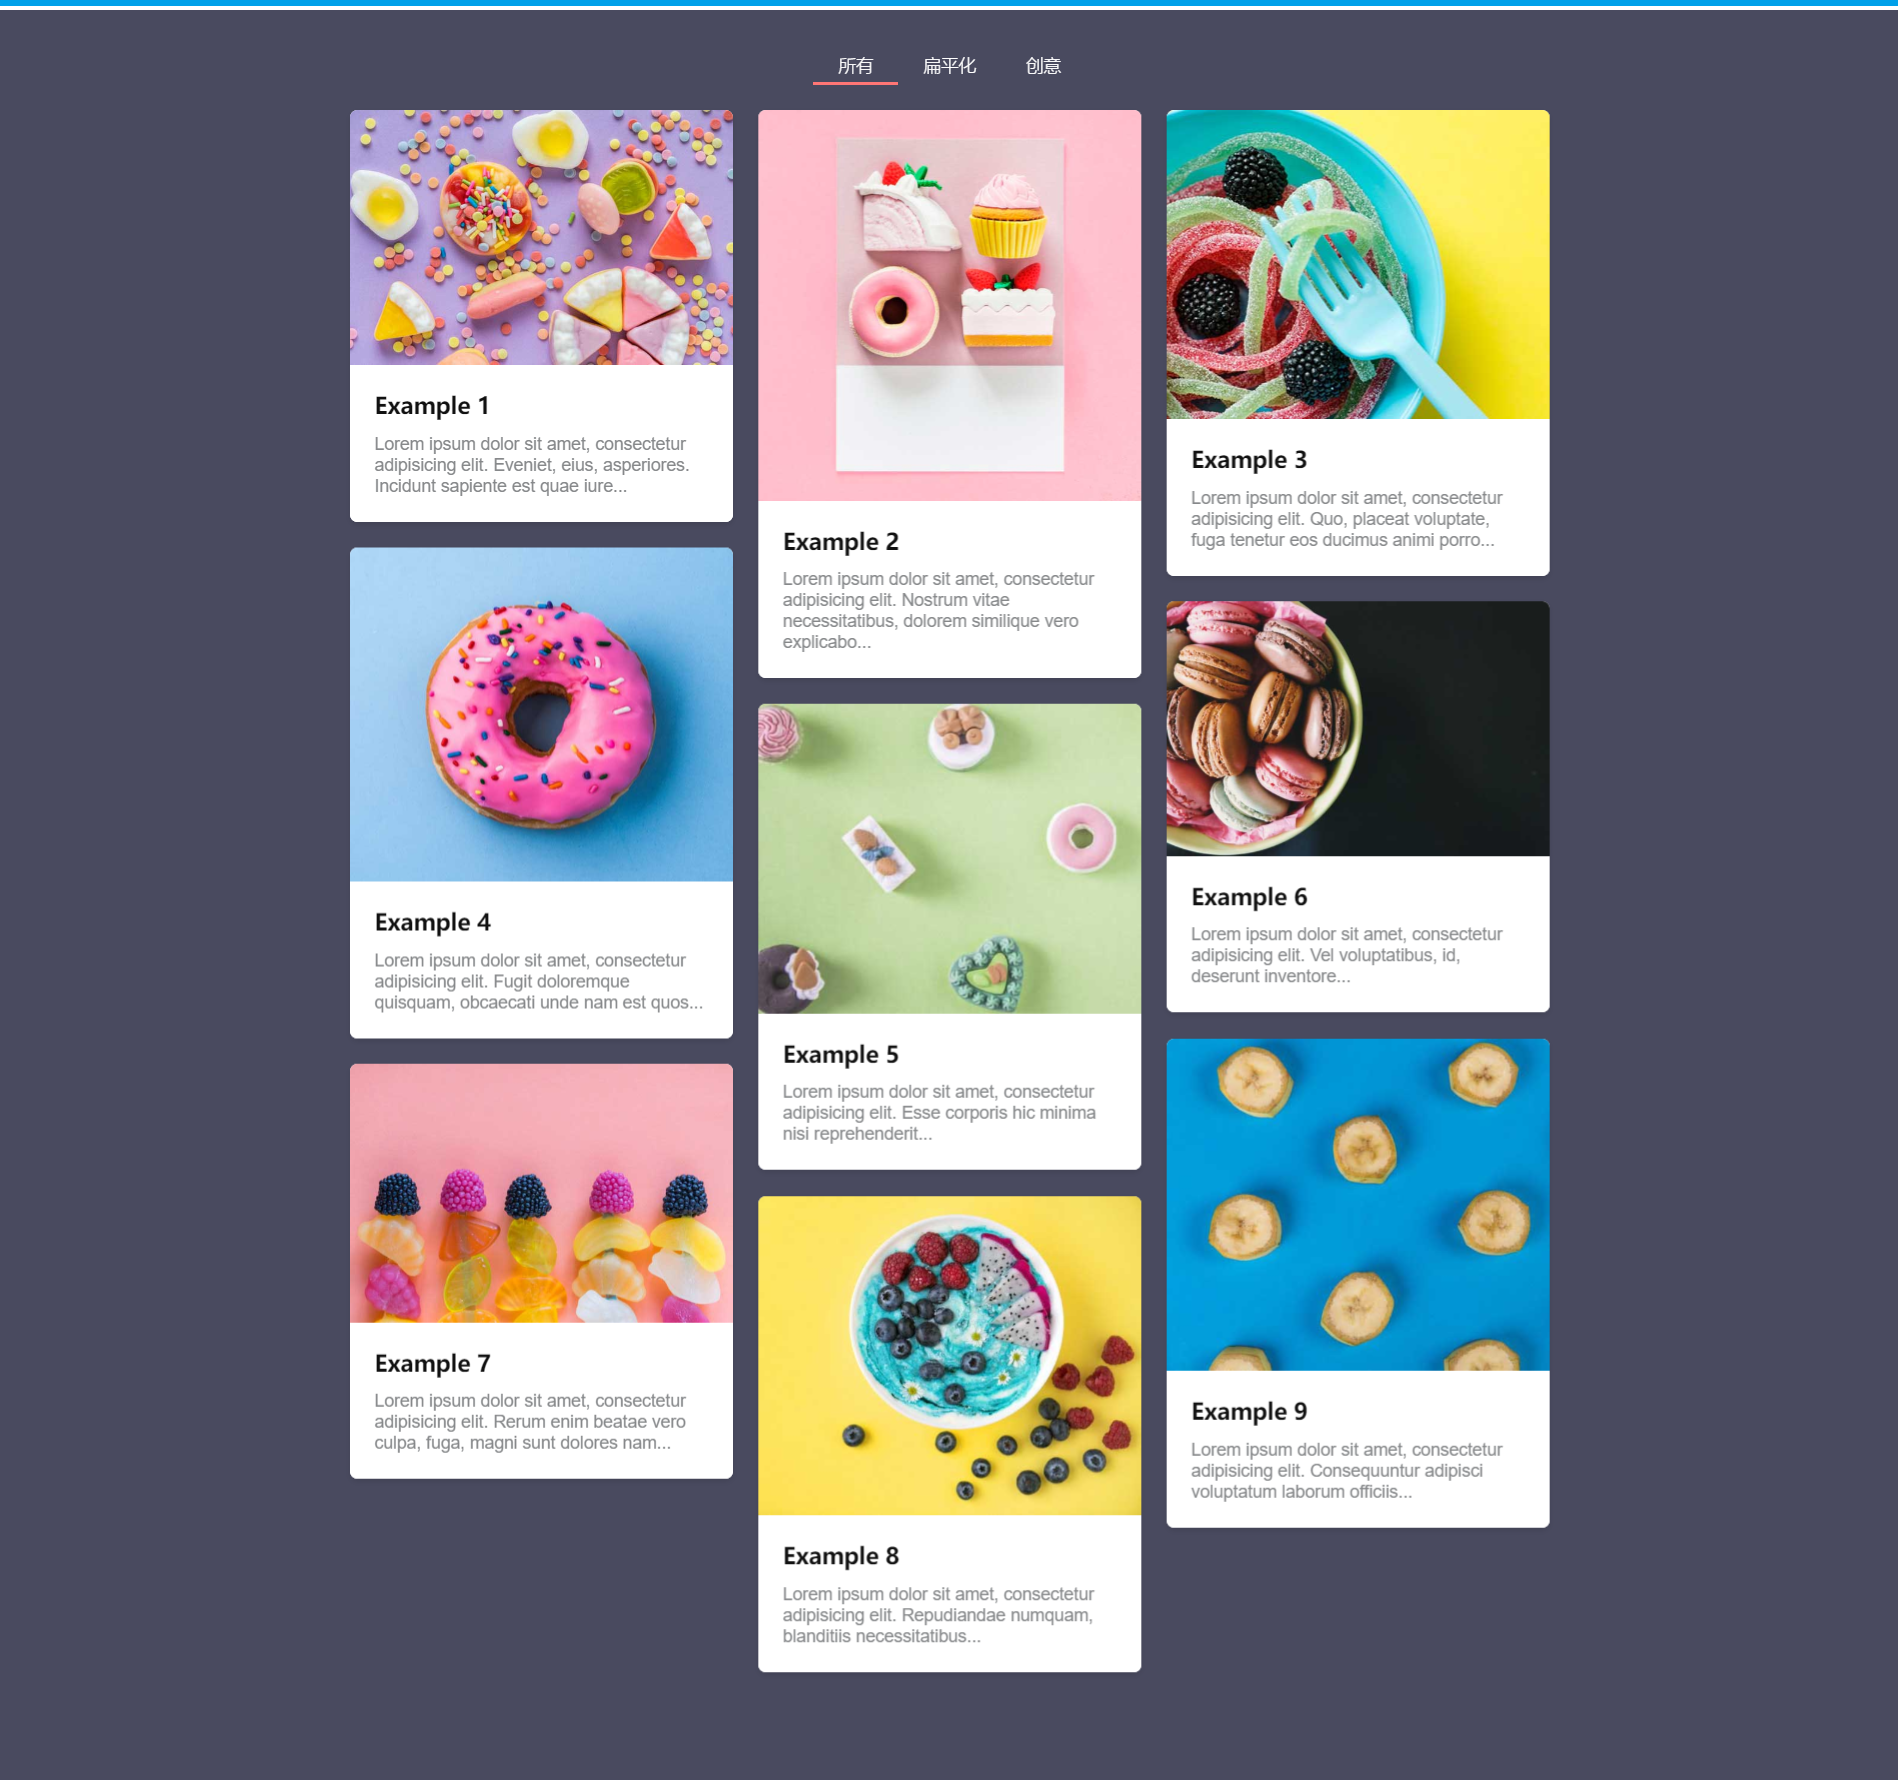 所有
扁平化
创意
Example 1
Lorem ipsum dolor sit amet, consectetur
adipisicing elit. Eveniet, eius, asperiores.
Incidunt sapiente est quae iure...
Example 2
Lorem ipsum dolor sit amet, consectetur
adipisicing elit. Nostrum vitae
necessitatibus, dolorem similique vero
explicabo...
Example 3
Lorem ipsum dolor sit amet, consectetur
adipisicing elit. Quo, placeat voluptate,
fuga tenetur eos ducimus animi porro...
Example 4
Lorem ipsum dolor sit amet, consectetur
adipisicing elit. Fugit doloremque
quisquam, obcaecati unde nam est quos...
Example 5
Lorem ipsum dolor sit amet, consectetur
adipisicing elit. Esse corporis hic minima
nisi reprehenderit...
Example 6
Lorem ipsum dolor sit amet, consectetur
adipisicing elit. Vel voluptatibus, id,
deserunt inventore...
Example 7
Lorem ipsum dolor sit amet, consectetur
adipisicing elit. Rerum enim beatae vero
culpa, fuga, magni sunt dolores nam...
Example 8
Lorem ipsum dolor sit amet, consectetur
adipisicing elit. Repudiandae numquam,
blanditiis necessitatibus...
Example 9
Lorem ipsum dolor sit amet, consectetur
adipisicing elit. Consequuntur adipisci
voluptatum laborum officiis...